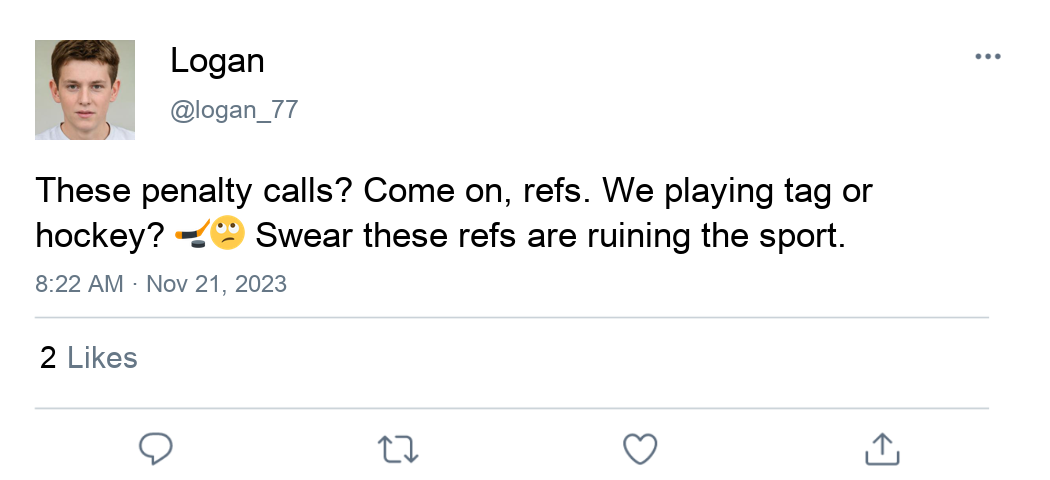 Logan
@logan_77
These penalty calls? Come on, refs. We playing tag or
hockey? 🏒🙄 Swear these refs are ruining the sport.
8:22 AM · Nov 21, 2023
2 Likes